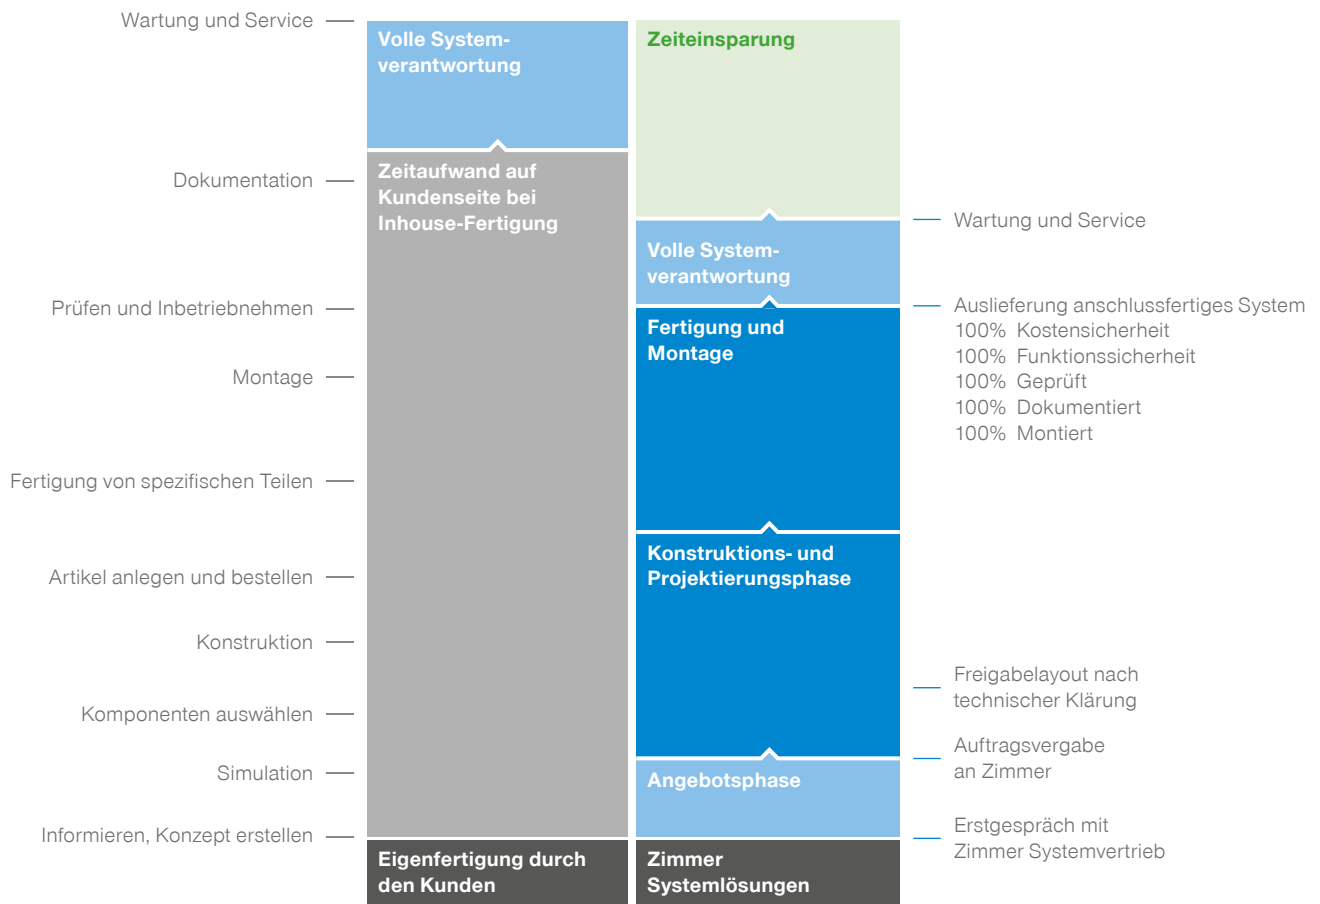 Wartung und Service
Dokumentation
Prüfen und Inbetriebnehmen
Montage
Fertigung von spezifischen Teilen
Artikel anlegen und bestellen
Konstruktion
Komponenten auswählen
Simulation
Informieren, Konzept erstellen
Volle System-
verantwortung
Zeitaufwand auf
Kundenseite bei
Inhouse-Fertigung
Eigenfertigung durch
den Kunden
Zeiteinsparung
Volle System-
verantwortung
Fertigung und
Montage
Konstruktions- und
Projektierungsphase
Angebotsphase
Zimmer
Systemlösungen
Wartung und Service
Auslieferung anschlussfertiges System
100% Kostensicherheit
100% Funktionssicherheit
100% Geprüft
100% Dokumentiert
100% Montiert
Freigabelayout nach
technischer Klärung
Auftragsvergabe
an Zimmer
Erstgespräch mit
Zimmer Systemvertrieb